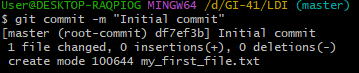 User@DESKTOP-RAQPIOG MINGW64 /d/GI-41/LDI (master)
$ git commit -m "Initial commit"
[master (root-commit) df7ef3b] Initial commit
1 file changed, 0 insertions(+), 0 deletions(-)
create mode 100644 my_first_file.txt